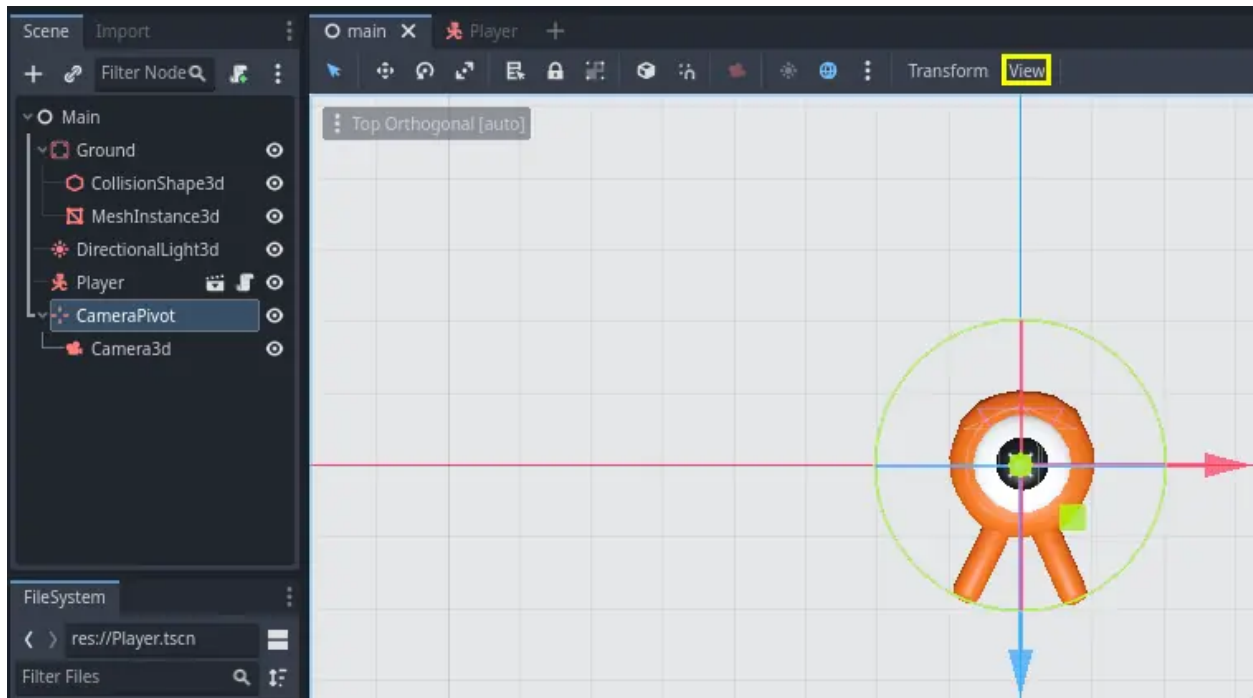 Scene Import
Filter Node
Main
Ground
CollisionShape3d
MeshInstance3d
DirectionalLight3d
Player
CameraPivot
Camera3d
FileSystem
res://Player.tscn
Filter Files
main Player
Transform View
Top Orthogonal [auto]